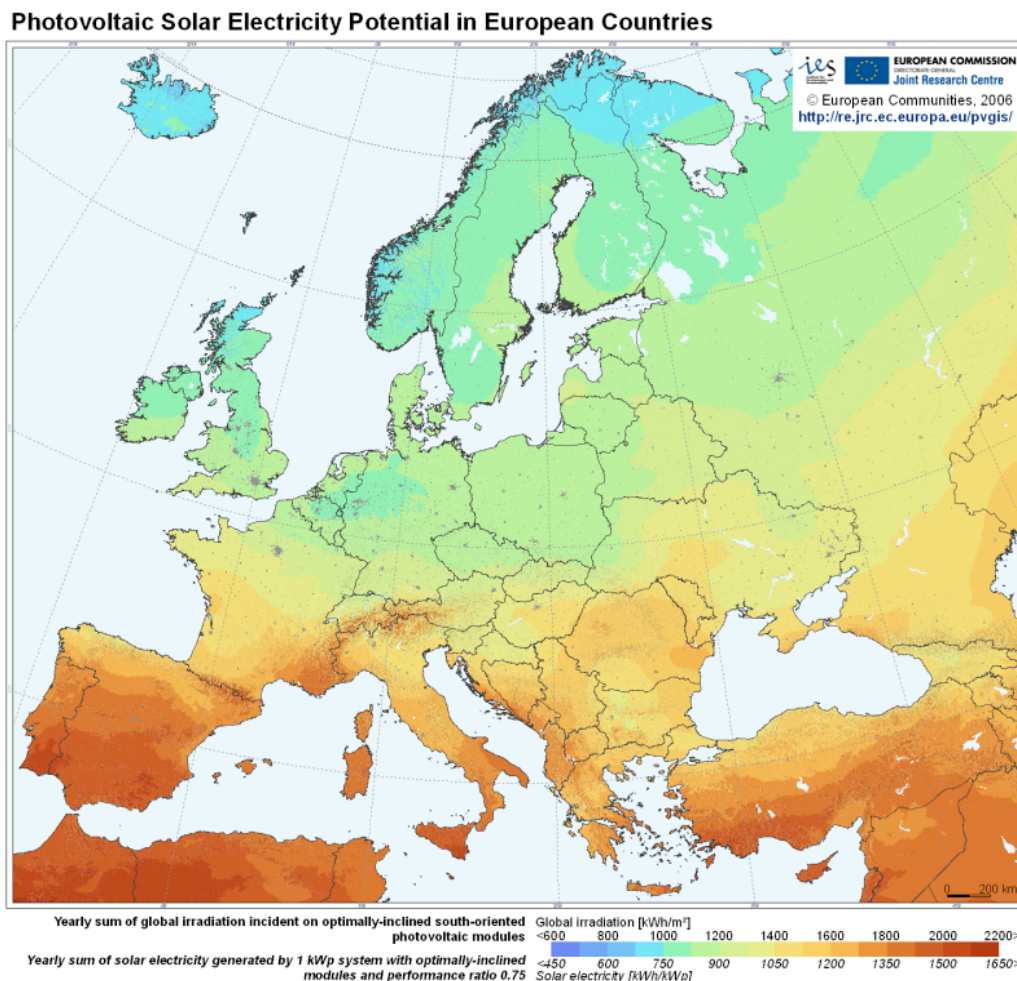 Photovoltaic Solar Electricity Potential in European Countries
ies
EUROPEAN COMMISSION
DIRECTORATE-GENERAL
Joint Research Centre
© European Communities, 2006
http://re.jrc.ec.europa.eu/pvgis/
0 200 km
Yearly sum of global irradiation incident on optimally-inclined south-oriented
photovoltaic modules
Yearly sum of solar electricity generated by 1 kWp system with optimally-inclined
modules and performance ratio 0.75
Global irradiation [kWh/m²]
<600 800 1000 1200 1400 1600 1800 2000 2200>
<450 600 750 900 1050 1200 1350 1500 1650>
Solar electricity [kWh/kWp]